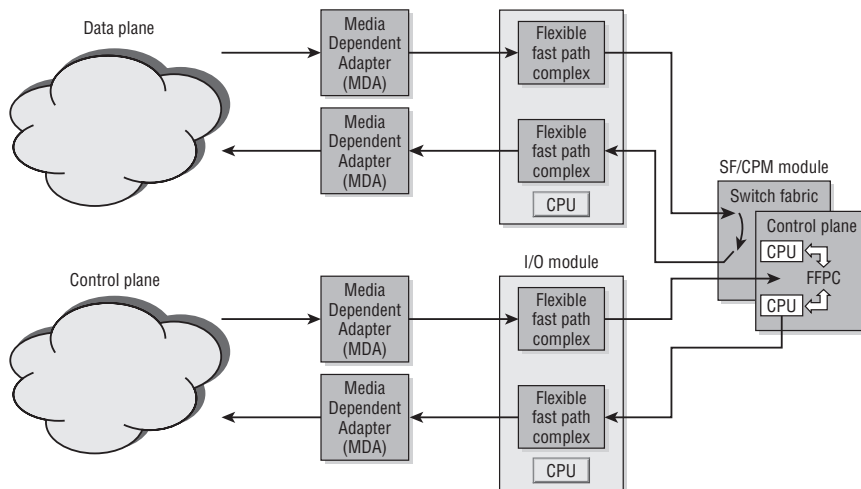 Data plane
Media
Dependent
Adapter
(MDA)
Flexible
fast path
complex
Media
Dependent
Adapter
(MDA)
Flexible
fast path
complex
CPU
SF/CPM module
Switch fabric
Control plane
CPU
FFPC
CPU
Control plane
I/O module
Media
Dependent
Adapter
(MDA)
Flexible
fast path
complex
Media
Dependent
Adapter
(MDA)
Flexible
fast path
complex
CPU